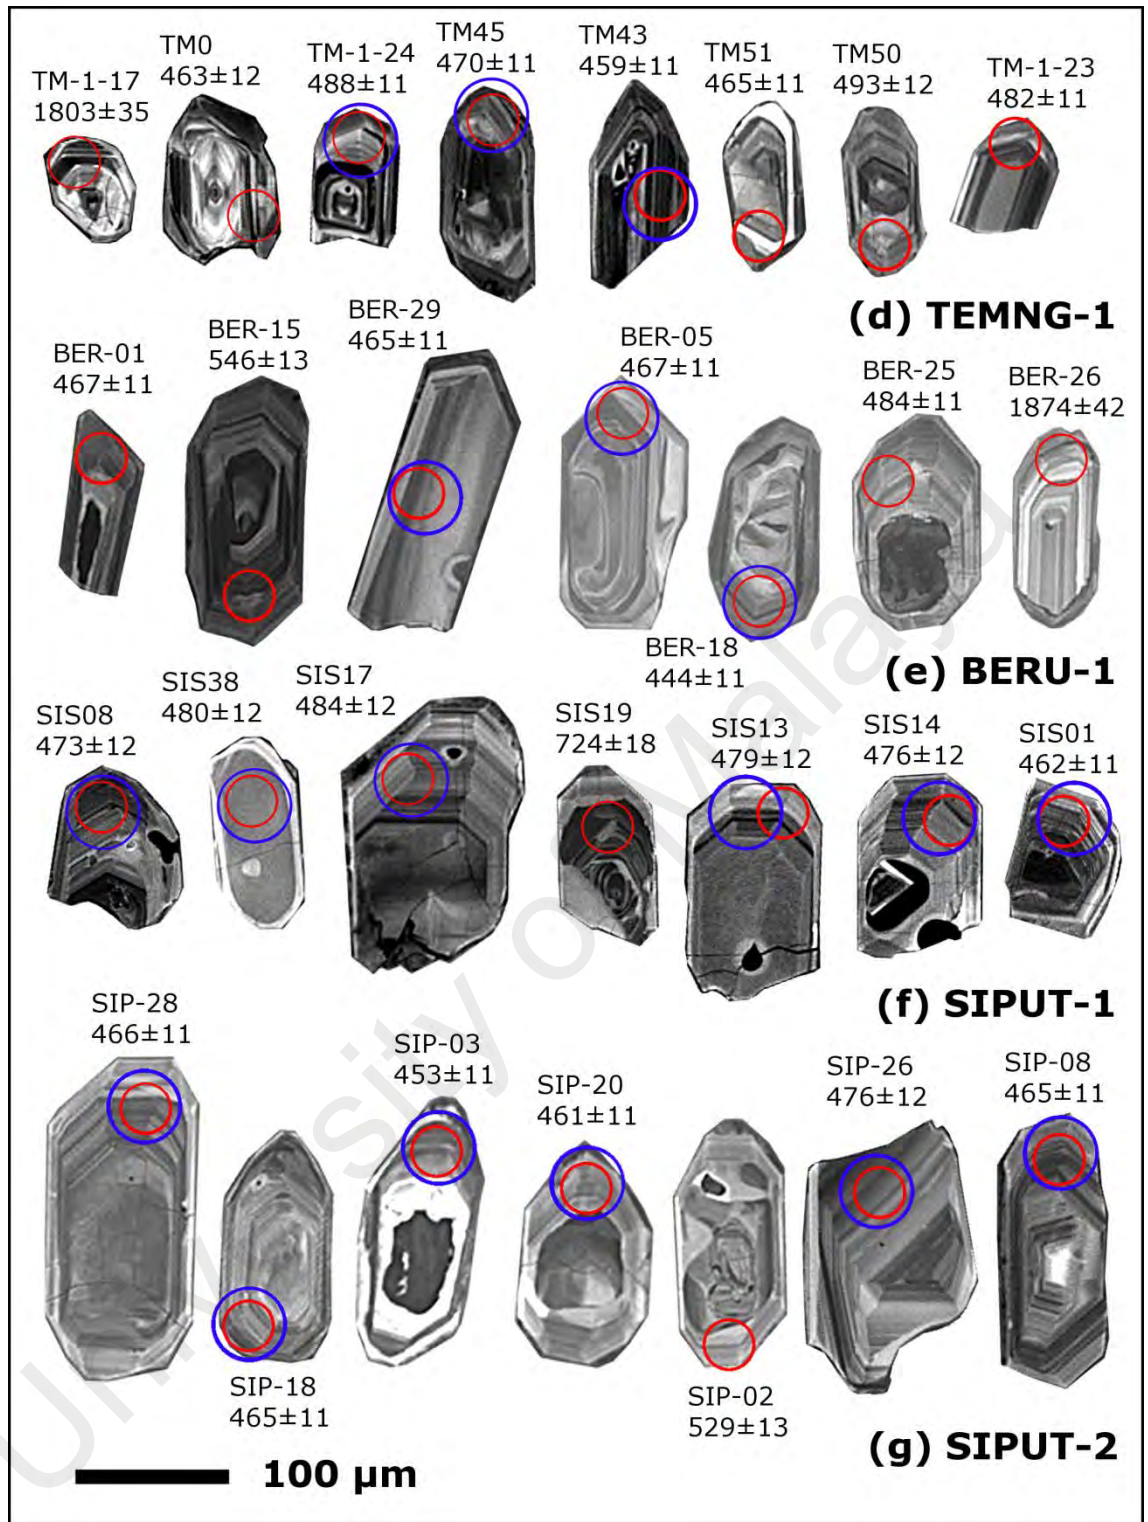 TM-1-17
1803±35
TM0
463±12
TM-1-24
488±11
TM45
470±11
TM43
459±11
TM51
465±11
TM50
493±12
TM-1-23
482±11
(d) TEMNG-1
BER-01
467±11
BER-15
546±13
BER-29
465±11
BER-05
467±11
BER-18
444±11
BER-25
484±11
BER-26
1874±42
(e) BERU-1
SIS08
473±12
SIS38
480±12
SIS17
484±12
SIS19
724±18
SIS13
479±12
SIS14
476±12
SIS01
462±11
(f) SIPUT-1
SIP-28
466±11
SIP-18
465±11
SIP-03
453±11
SIP-20
461±11
SIP-02
529±13
SIP-26
476±12
SIP-08
465±11
(g) SIPUT-2
100 µm
University of Malaya